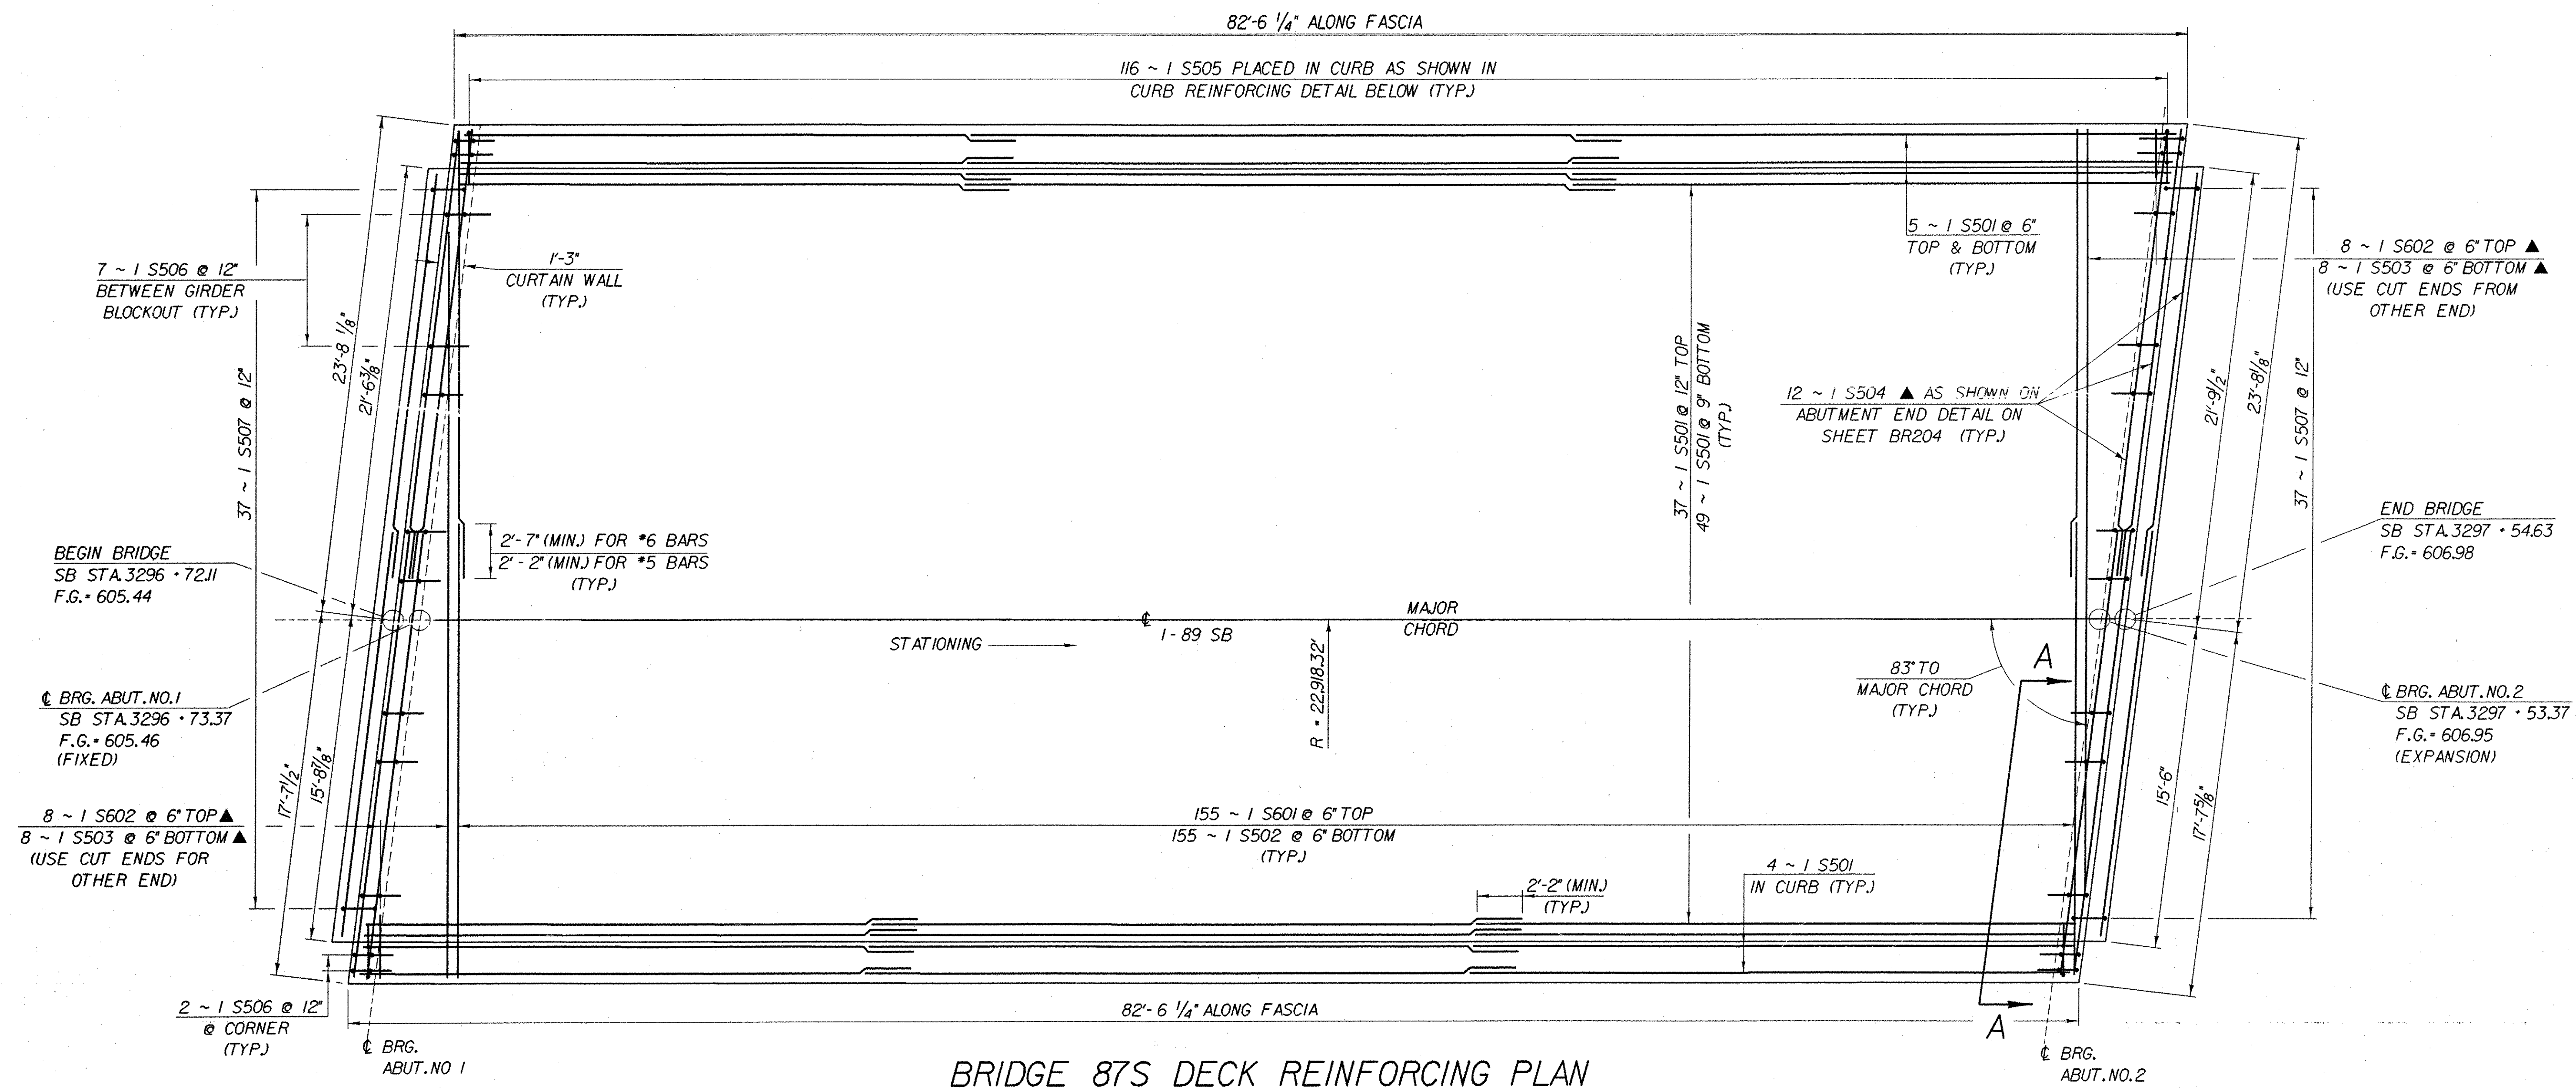 82'-6 1/4" ALONG FASCIA
116 ~ 1 S505 PLACED IN CURB AS SHOWN IN
CURB REINFORCING DETAIL BELOW (TYP.)
7 ~ 1 S506 @ 12"
BETWEEN GIRDER
BLOCKOUT (TYP.)
1'-3"
CURTAIN WALL
(TYP.)
5 ~ 1 S501 @ 6"
TOP & BOTTOM
(TYP.)
8 ~ 1 S602 @ 6" TOP ▲
8 ~ 1 S503 @ 6" BOTTOM ▲
(USE CUT ENDS FROM
OTHER END)
23'-8 1/8"
21'-6 3/8"
37 ~ 1 S507 @ 12"
37 ~ 1 S501 @ 12" TOP
49 ~ 1 S501 @ 9" BOTTOM
(TYP.)
12 ~ 1 S504 ▲ AS SHOWN ON
ABUTMENT END DETAIL ON
SHEET BR204 (TYP.)
21'-9 1/2"
23'-8 1/8"
37 ~ 1 S507 @ 12"
BEGIN BRIDGE
SB STA. 3296 + 72.11
F.G. = 605.44
2'-7" (MIN.) FOR #6 BARS
2'-2" (MIN.) FOR #5 BARS
(TYP.)
END BRIDGE
SB STA. 3297 + 54.63
F.G. = 606.98
STATIONING
℄ I-89 SB
MAJOR
CHORD
R = 22,918.32'
83° TO
MAJOR CHORD
(TYP.)
A
℄ BRG. ABUT. NO. 1
SB STA. 3296 + 73.37
F.G. = 605.46
(FIXED)
℄ BRG. ABUT. NO. 2
SB STA. 3297 + 53.37
F.G. = 606.95
(EXPANSION)
17'-7 1/2"
15'-8 7/8"
15'-6"
17'-7 5/8"
8 ~ 1 S602 @ 6" TOP ▲
8 ~ 1 S503 @ 6" BOTTOM ▲
(USE CUT ENDS FOR
OTHER END)
155 ~ 1 S601 @ 6" TOP
155 ~ 1 S502 @ 6" BOTTOM
(TYP.)
2'-2" (MIN.)
(TYP.)
4 ~ 1 S501
IN CURB (TYP.)
2 ~ 1 S506 @ 12"
@ CORNER
(TYP.)
82'-6 1/4" ALONG FASCIA
A
℄ BRG.
ABUT. NO 1
℄ BRG.
ABUT. NO. 2
BRIDGE 87S DECK REINFORCING PLAN